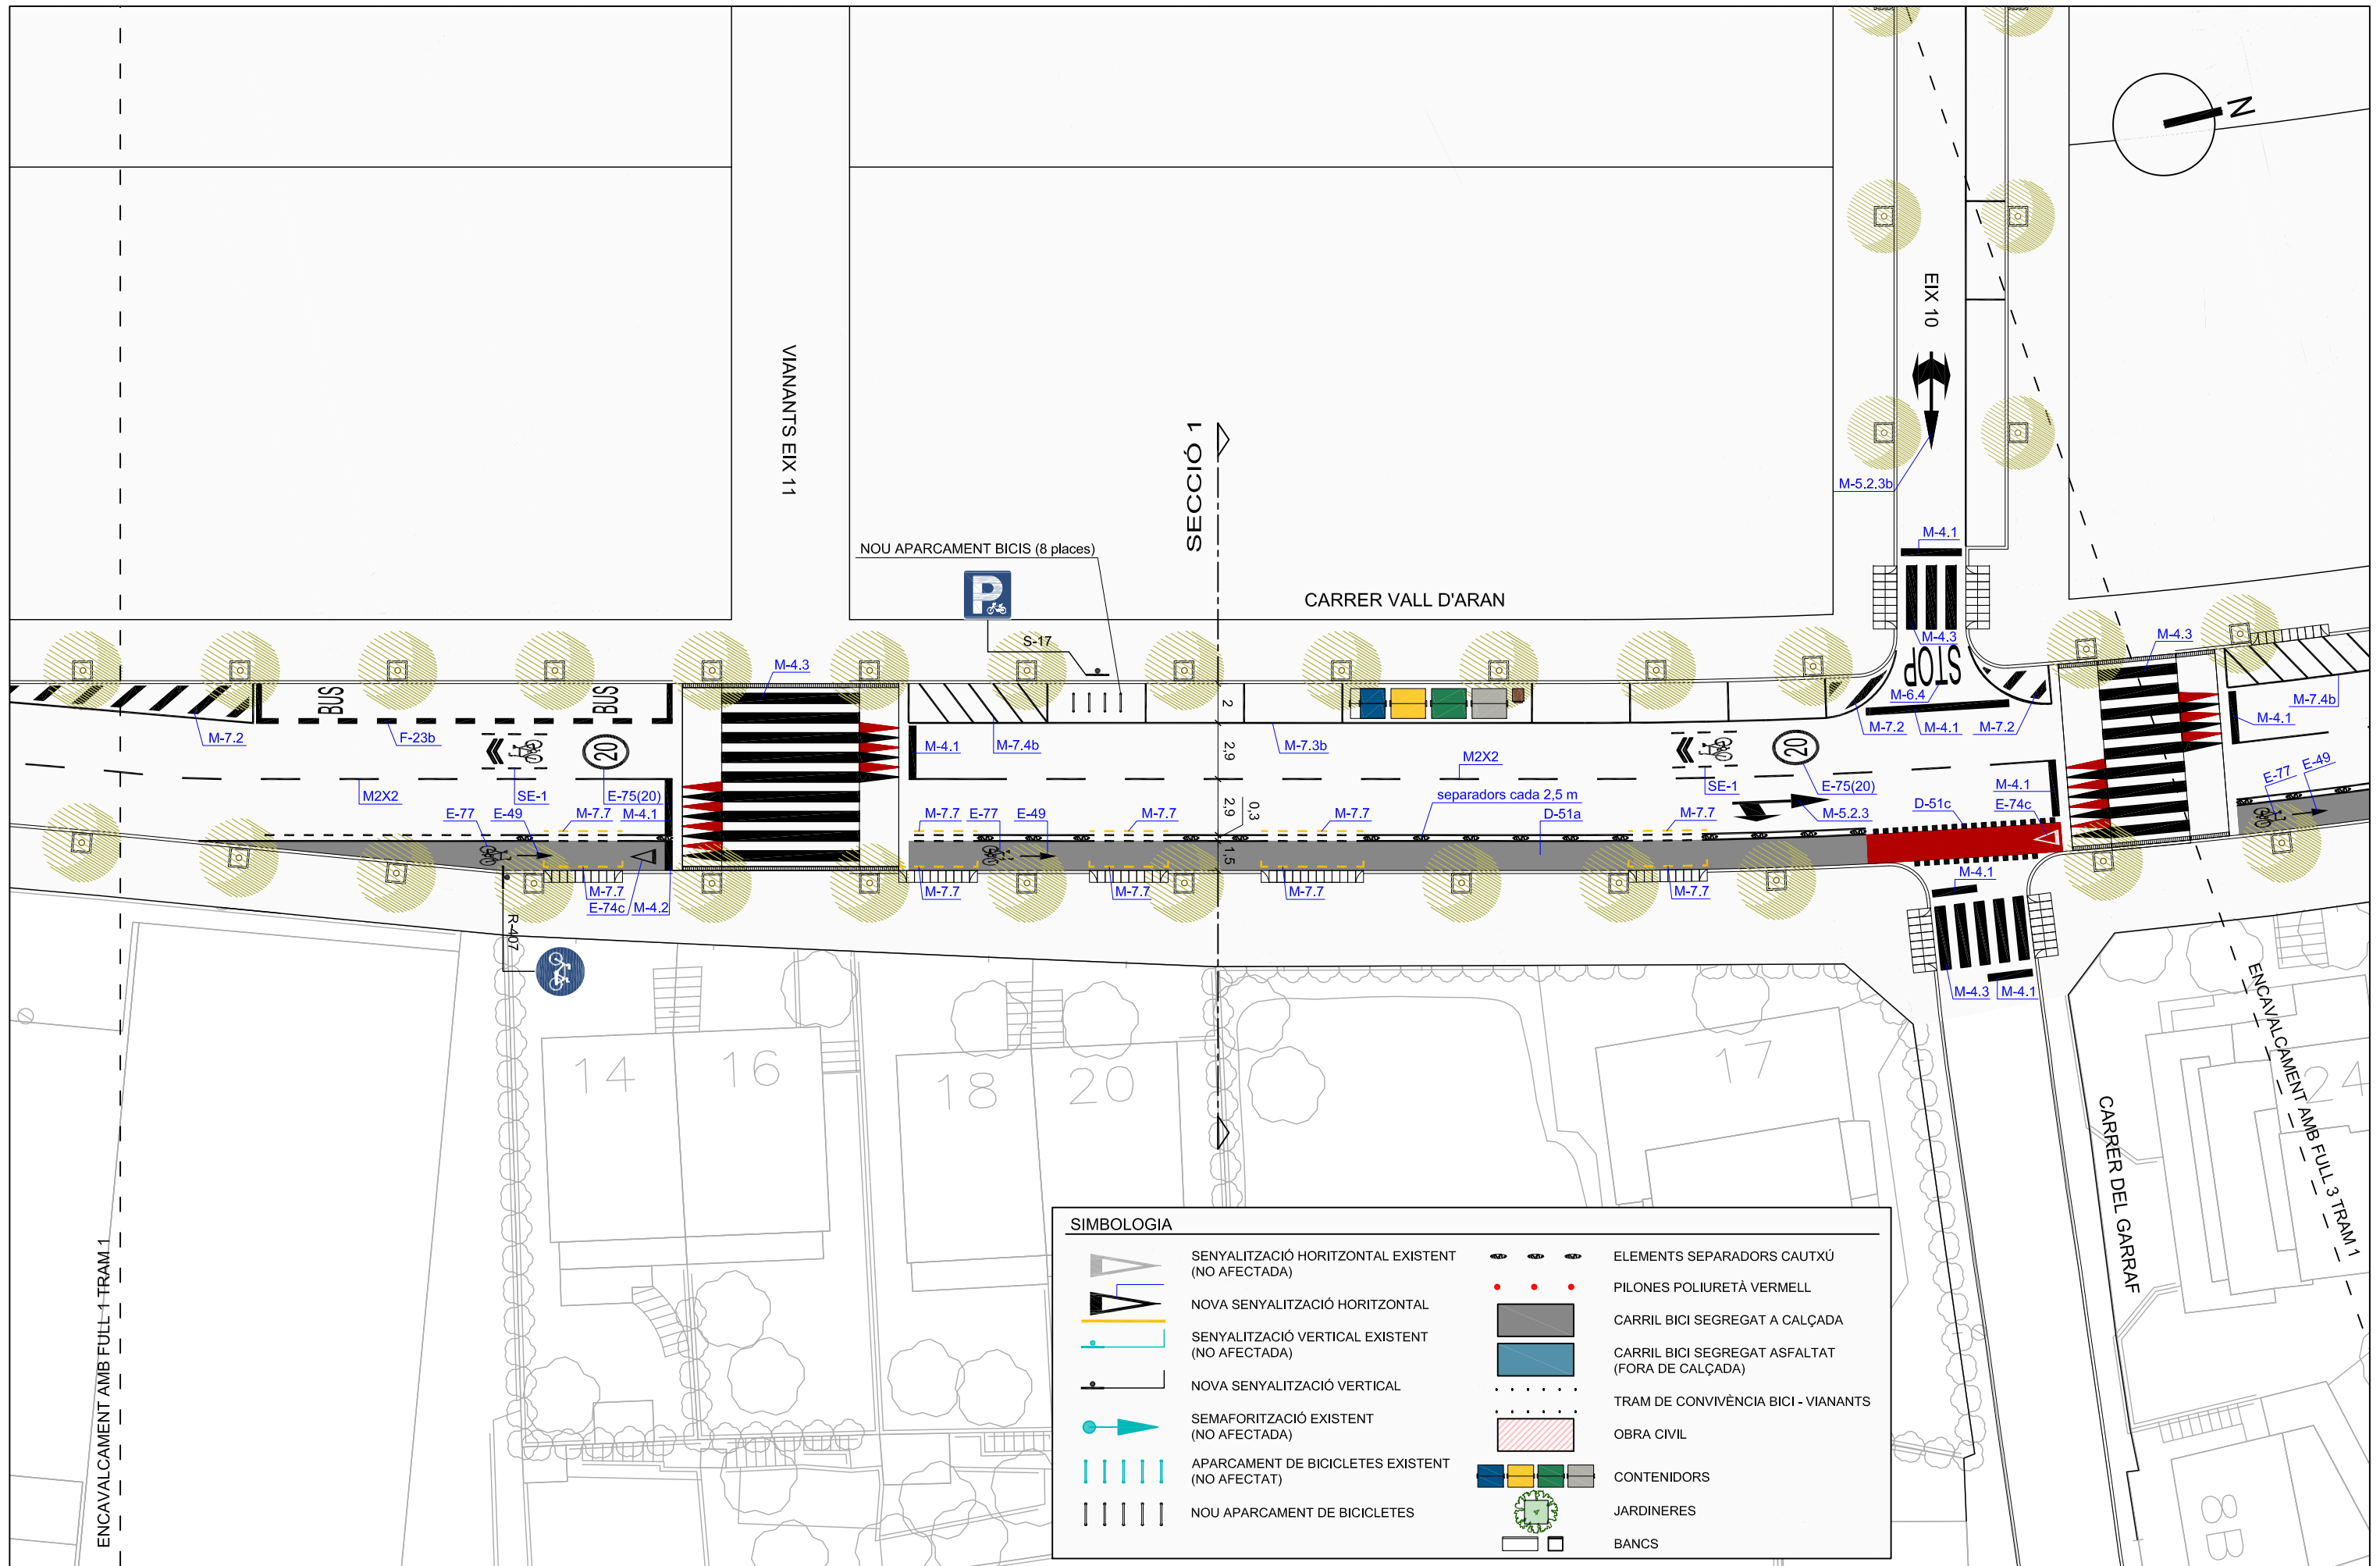 N
EIX 10
VIANANTS EIX 11
SECCIÓ 1
M-5.2.3b
M-4.1
NOU APARCAMENT BICIS (8 places)
P
CARRER VALL D'ARAN
S-17
M-4.3
M-4.3
STOP
M-4.3
M-6.4
M-7.4b
BUS
BUS
2
M-7.2
F-23b
M-4.1
M-7.4b
M-7.3b
M-7.2
M-4.1
M-7.2
M-4.1
20
2,9
M2X2
20
M2X2
SE-1
E-75(20)
SE-1
E-75(20)
M-4.1
E-77
E-49
separadors cada 2,5 m
E-77
E-49
M-7.7
M-4.1
M-7.7
E-77
E-49
M-7.7
2,9
0,3
M-7.7
D-51a
M-7.7
M-5.2.3
D-51c
E-74c
1,5
M-7.7
E-74c
M-4.2
M-7.7
M-7.7
M-7.7
M-7.7
M-4.1
R-407
M-4.3
M-4.1
14
16
18
20
17
24
8B
ENCAVALCAMENT AMB FULL 1 TRAM 1
ENCAVALCAMENT AMB FULL 3 TRAM 1
CARRER DEL GARRAF
SIMBOLOGIA
SENYALITZACIÓ HORITZONTAL EXISTENT
(NO AFECTADA)
NOVA SENYALITZACIÓ HORITZONTAL
SENYALITZACIÓ VERTICAL EXISTENT
(NO AFECTADA)
NOVA SENYALITZACIÓ VERTICAL
SEMAFORITZACIÓ EXISTENT
(NO AFECTADA)
APARCAMENT DE BICICLETES EXISTENT
(NO AFECTAT)
NOU APARCAMENT DE BICICLETES
ELEMENTS SEPARADORS CAUTXÚ
PILONES POLIURETÀ VERMELL
CARRIL BICI SEGREGAT A CALÇADA
CARRIL BICI SEGREGAT ASFALTAT
(FORA DE CALÇADA)
TRAM DE CONVIVÈNCIA BICI - VIANANTS
OBRA CIVIL
CONTENIDORS
JARDINERES
BANCS